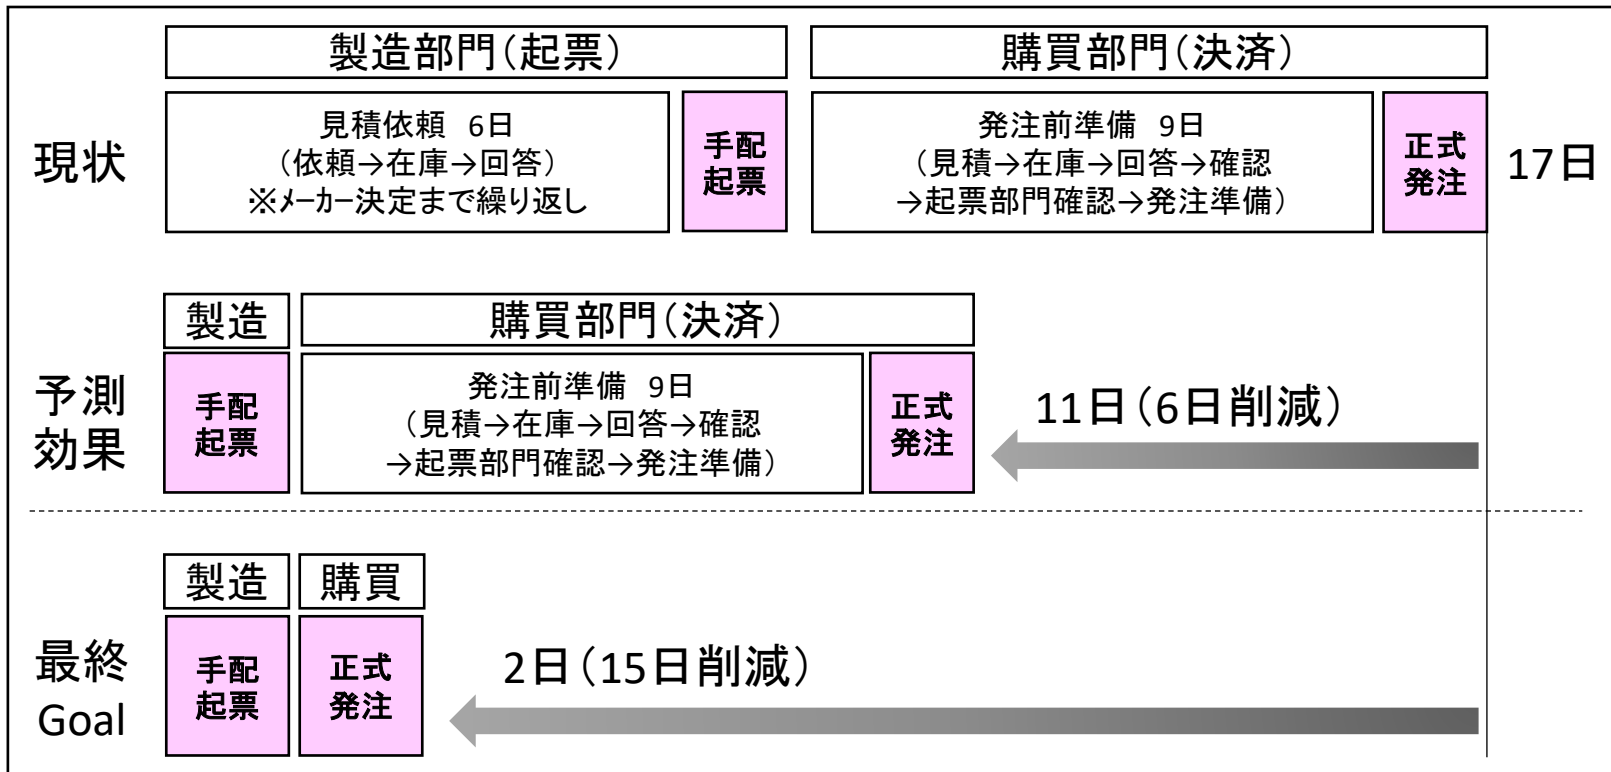 製造部門（起票）
購買部門（決済）
現状
見積依頼 6日
（依頼→在庫→回答）
※メーカー決定まで繰り返し
手配
起票
発注前準備 9日
（見積→在庫→回答→確認
→起票部門確認→発注準備）
正式
発注
17日
製造
購買部門（決済）
予測
効果
手配
起票
発注前準備 9日
（見積→在庫→回答→確認
→起票部門確認→発注準備）
正式
発注
11日（6日削減）
製造
購買
最終
Goal
手配
起票
正式
発注
2日（15日削減）